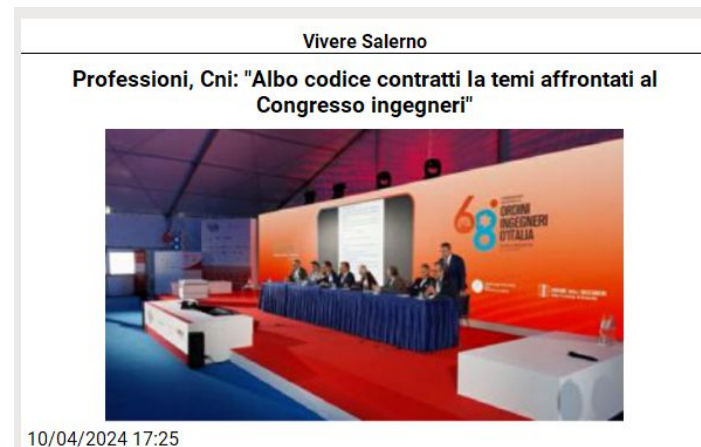 Vivere Salerno
Professioni, Cni: "Albo codice contratti Ia temi affrontati al
Congresso ingegneri"
68°
ORDINI
INGEGNERI
D'ITALIA
10/04/2024 17:25